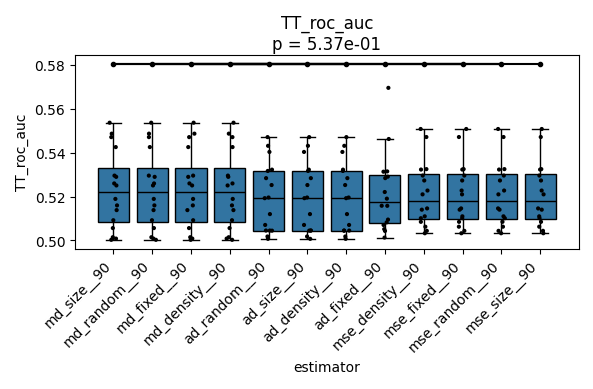 TT_roc_auc
p = 5.37e-01
TT_roc_auc
0.58
0.56
0.54
0.52
0.50
md_size__90
md_random__90
md_fixed__90
md_density__90
ad_random__90
ad_size__90
ad_density__90
ad_fixed__90
mse_density__90
mse_fixed__90
mse_random__90
mse_size__90
estimator